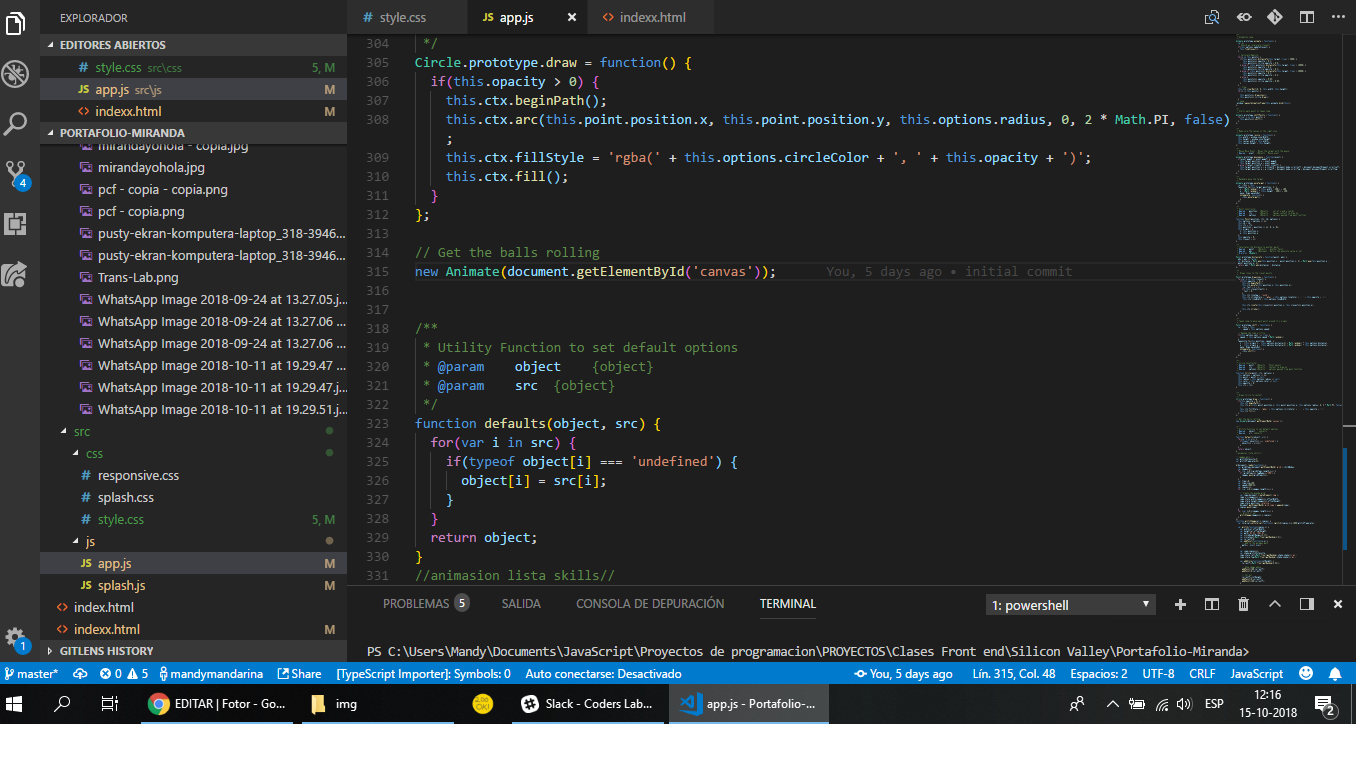 EXPLORADOR
EDITORES ABIERTOS
# style.css src\css 5, M
JS app.js src\js M
<> indexx.html M
PORTAFOLIO-MIRANDA
mirandayohola - copia.jpg
mirandayohola.jpg
pcf - copia - copia.png
pcf - copia.png
pusty-ekran-komputera-laptop_318-3946...
pusty-ekran-komputera-laptop_318-3946...
Trans-Lab.png
WhatsApp Image 2018-09-24 at 13.27.05.j...
WhatsApp Image 2018-09-24 at 13.27.06 ...
WhatsApp Image 2018-09-24 at 13.27.06 ...
WhatsApp Image 2018-10-11 at 19.29.47 ...
WhatsApp Image 2018-10-11 at 19.29.47.j...
WhatsApp Image 2018-10-11 at 19.29.51.j...
src
css
# responsive.css
# splash.css
# style.css 5, M
js
JS app.js M
JS splash.js M
<> index.html
<> indexx.html M
GITLENS HISTORY
4
1
# style.css JS app.js × <> indexx.html
304 */
305 Circle.prototype.draw = function() {
306 if(this.opacity > 0) {
307 this.ctx.beginPath();
308 this.ctx.arc(this.point.position.x, this.point.position.y, this.options.radius, 0, 2 * Math.PI, false)
;
309 this.ctx.fillStyle = 'rgba(' + this.options.circleColor + ', ' + this.opacity + ')';
310 this.ctx.fill();
311 }
312 };
313
314 // Get the balls rolling
315 new Animate(document.getElementById('canvas')); You, 5 days ago • initial commit
316
317
318 /**
319 * Utility Function to set default options
320 * @param object {object}
321 * @param src {object}
322 */
323 function defaults(object, src) {
324 for(var i in src) {
325 if(typeof object[i] === 'undefined') {
326 object[i] = src[i];
327 }
328 }
329 return object;
330 }
331 //animasion lista skills//
PROBLEMAS 5 SALIDA CONSOLA DE DEPURACIÓN TERMINAL 1: powershell
PS C:\Users\Mandy\Documents\JavaScript\Proyectos de programacion\PROYECTOS\Clases Front end\Silicon Valley\Portafolio-Miranda>
master* 0 5 mandymandarina Share [TypeScript Importer]: Symbols: 0 Auto conectarse: Desactivado You, 5 days ago Lín. 315, Col. 48 Espacios: 2 UTF-8 CRLF JavaScript
EDITAR | Fotor - Go... img Slack - Coders Lab... app.js - Portafolio-... ESP 12:16
15-10-2018
2